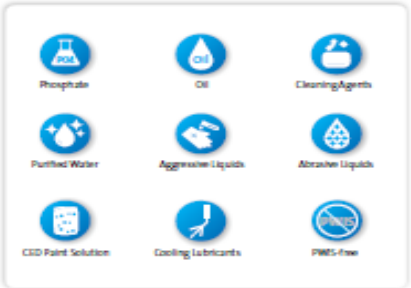 PO4
Phosphate
Oil
Oil
Cleaning Agents
Purified Water
Aggressive Liquids
Abrasive Liquids
CED Paint Solution
Cooling Lubricants
PWIS
PWIS-free